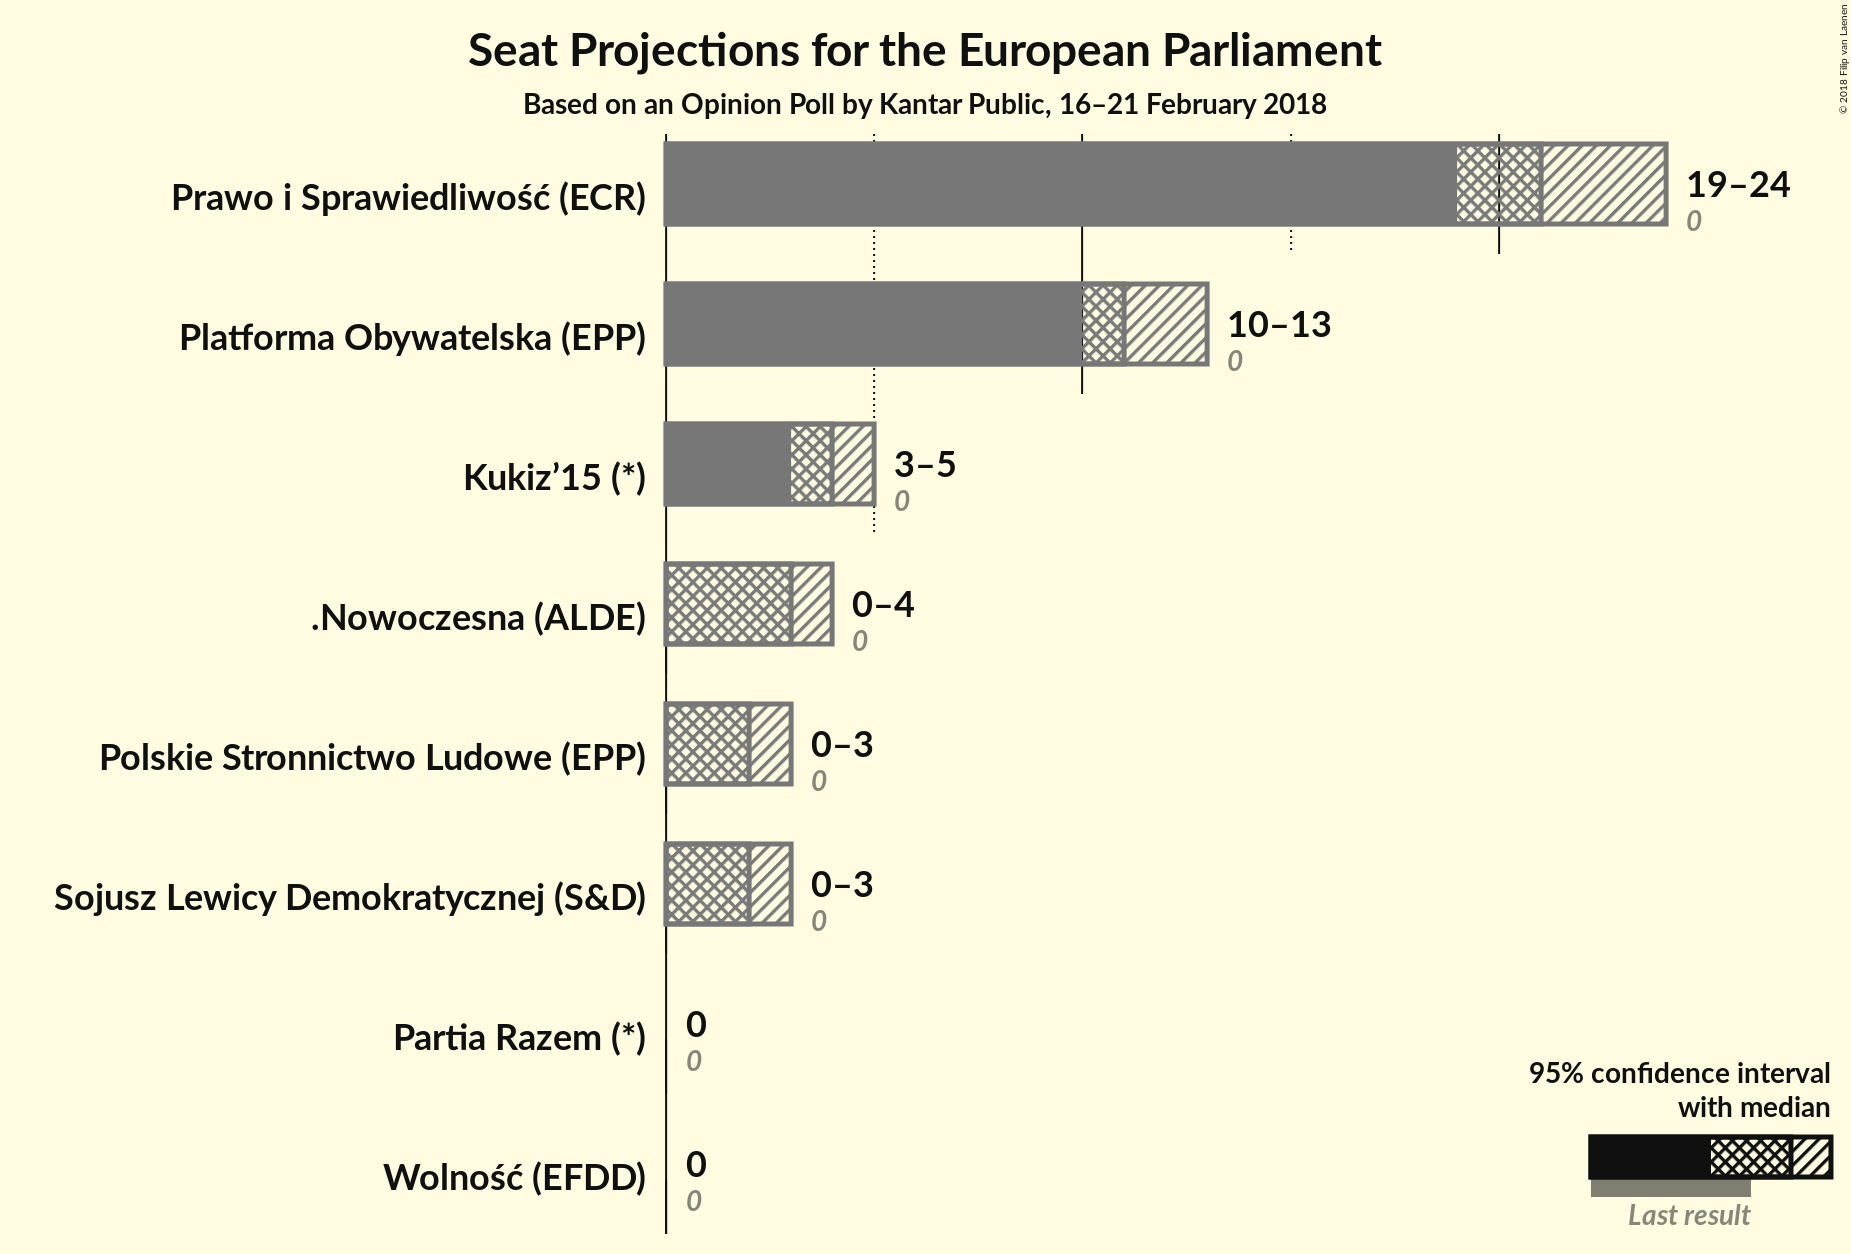 Seat Projections for the European Parliament
Based on an Opinion Poll by Kantar Public, 16–21 February 2018
© 2018 Filip van Laenen
Prawo i Sprawiedliwość (ECR)
19–24
0
Platforma Obywatelska (EPP)
10–13
0
Kukiz’15 (*)
3–5
0
.Nowoczesna (ALDE)
0–4
0
Polskie Stronnictwo Ludowe (EPP)
0–3
0
Sojusz Lewicy Demokratycznej (S&D)
0–3
0
Partia Razem (*)
0
0
Wolność (EFDD)
0
0
95% confidence interval
with median
Last result